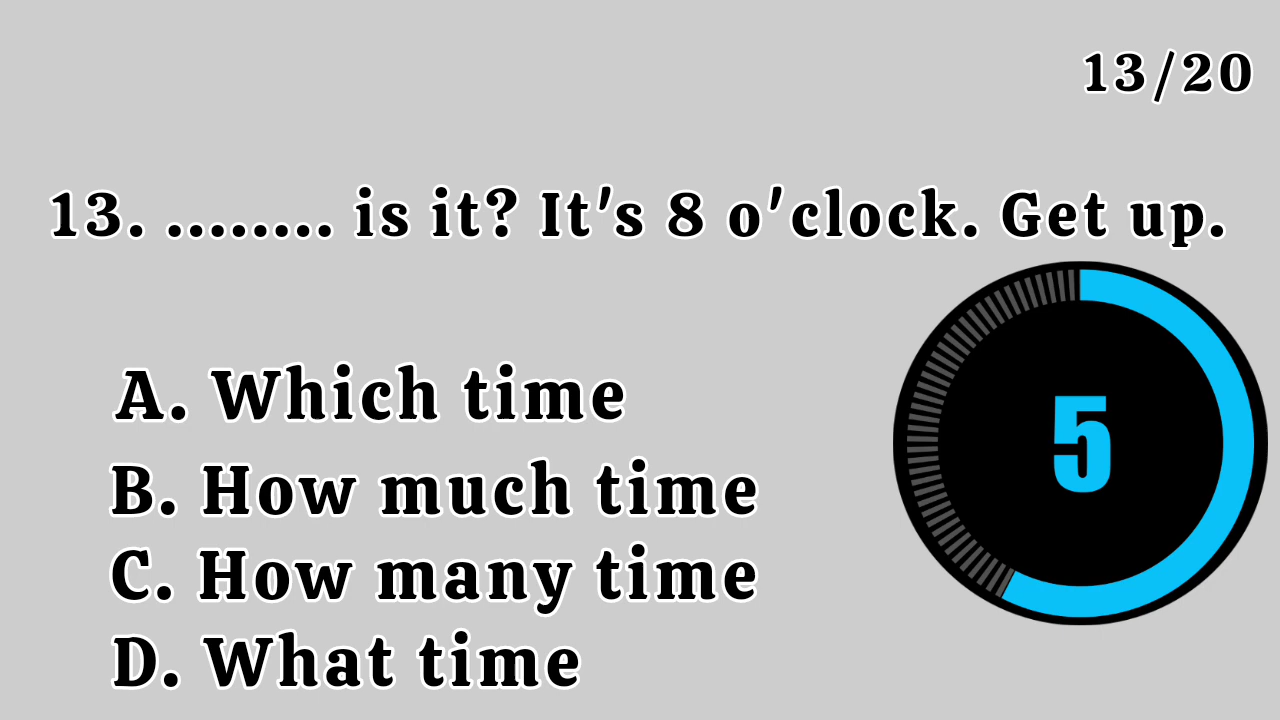 13/20
13. ........ is it? It's 8 o'clock. Get up.
A. Which time
5
B. How much time
C. How many time
D. What time